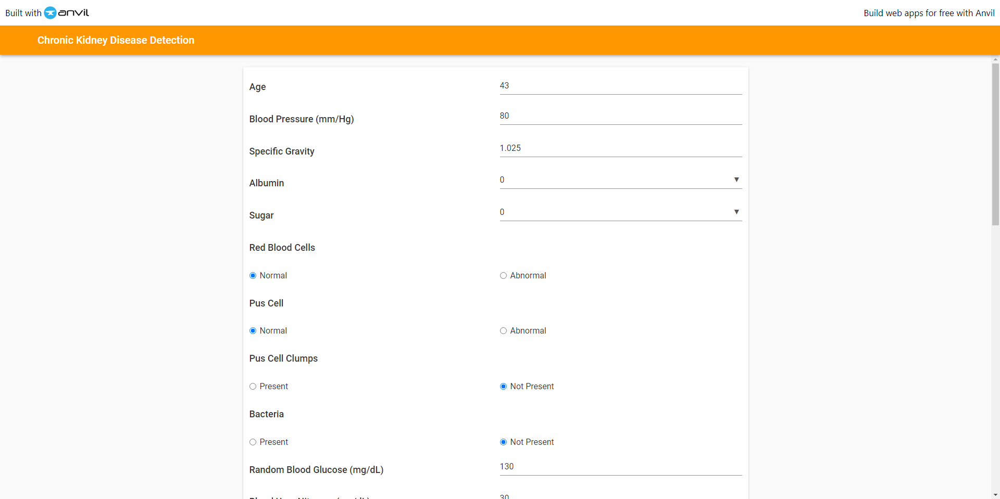 Built with anvil
Build web apps for free with Anvil
Chronic Kidney Disease Detection
Age
43
Blood Pressure (mm/Hg)
80
Specific Gravity
1.025
Albumin
0
Sugar
0
Red Blood Cells
Normal
Abnormal
Pus Cell
Normal
Abnormal
Pus Cell Clumps
Present
Not Present
Bacteria
Present
Not Present
Random Blood Glucose (mg/dL)
130
30